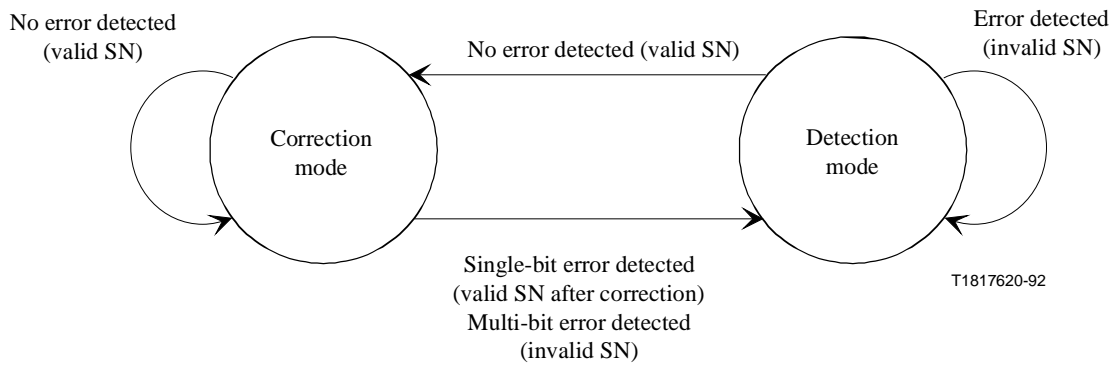 No error detected
(valid SN)
No error detected (valid SN)
Error detected
(invalid SN)
Correction
mode
Detection
mode
Single-bit error detected
(valid SN after correction)
Multi-bit error detected
(invalid SN)
T1817620-92